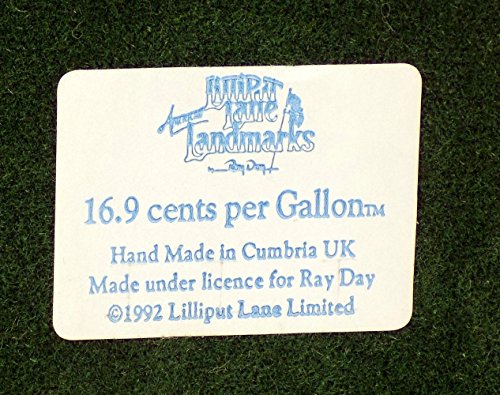 LILLIPUT
American Lane
Landmarks
by Ray Day
16.9 cents per Gallon™
Hand Made in Cumbria UK
Made under licence for Ray Day
©1992 Lilliput Lane Limited